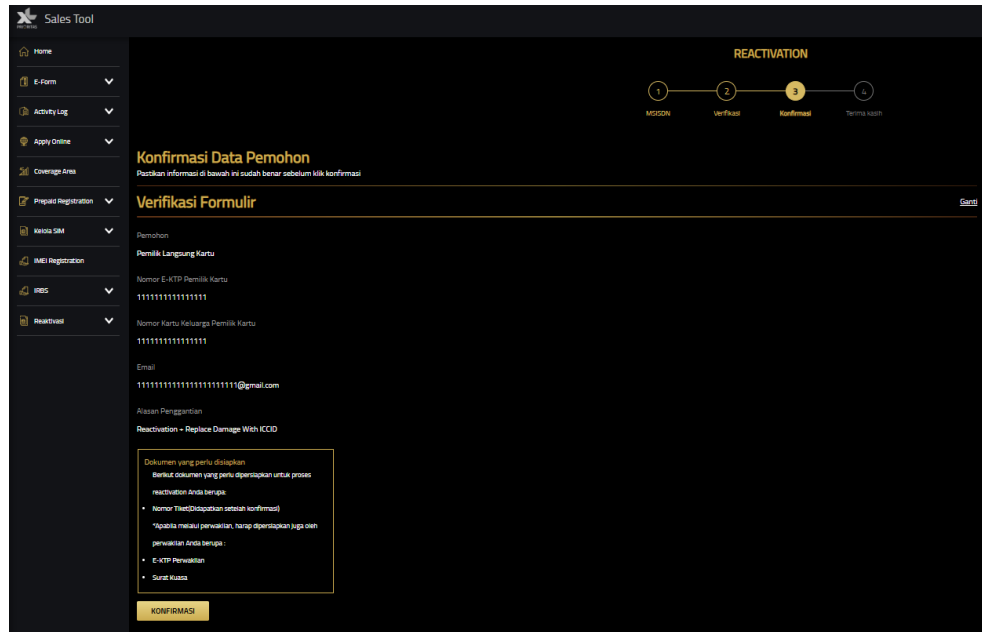 XL
PRIORITAS
Sales Tool
Home
E-Form
Activity Log
Apply Online
Coverage Area
Prepaid Registration
Kelola SIM
IMEI Registration
IRBS
Reaktivasi
REACTIVATION
1
2
3
4
MSISDN
Verifikasi
Konfirmasi
Terima kasih
Konfirmasi Data Pemohon
Pastikan informasi di bawah ini sudah benar sebelum klik konfirmasi
Verifikasi Formulir
Ganti
Pemohon
Pemilik Langsung Kartu
Nomor E-KTP Pemilik Kartu
1111111111111111
Nomor Kartu Keluarga Pemilik Kartu
1111111111111111
Email
11111111111111111111111@gmail.com
Alasan Penggantian
Reactivation + Replace Damage With ICCID
Dokumen yang perlu disiapkan
Berikut dokumen yang perlu dipersiapkan untuk proses
reactivation Anda berupa:
• Nomor Tiket(Didapatkan setelah konfirmasi)
*Apabila melalui perwakilan, harap dipersiapkan juga oleh
perwakilan Anda berupa :
• E-KTP Perwakilan
• Surat Kuasa
KONFIRMASI